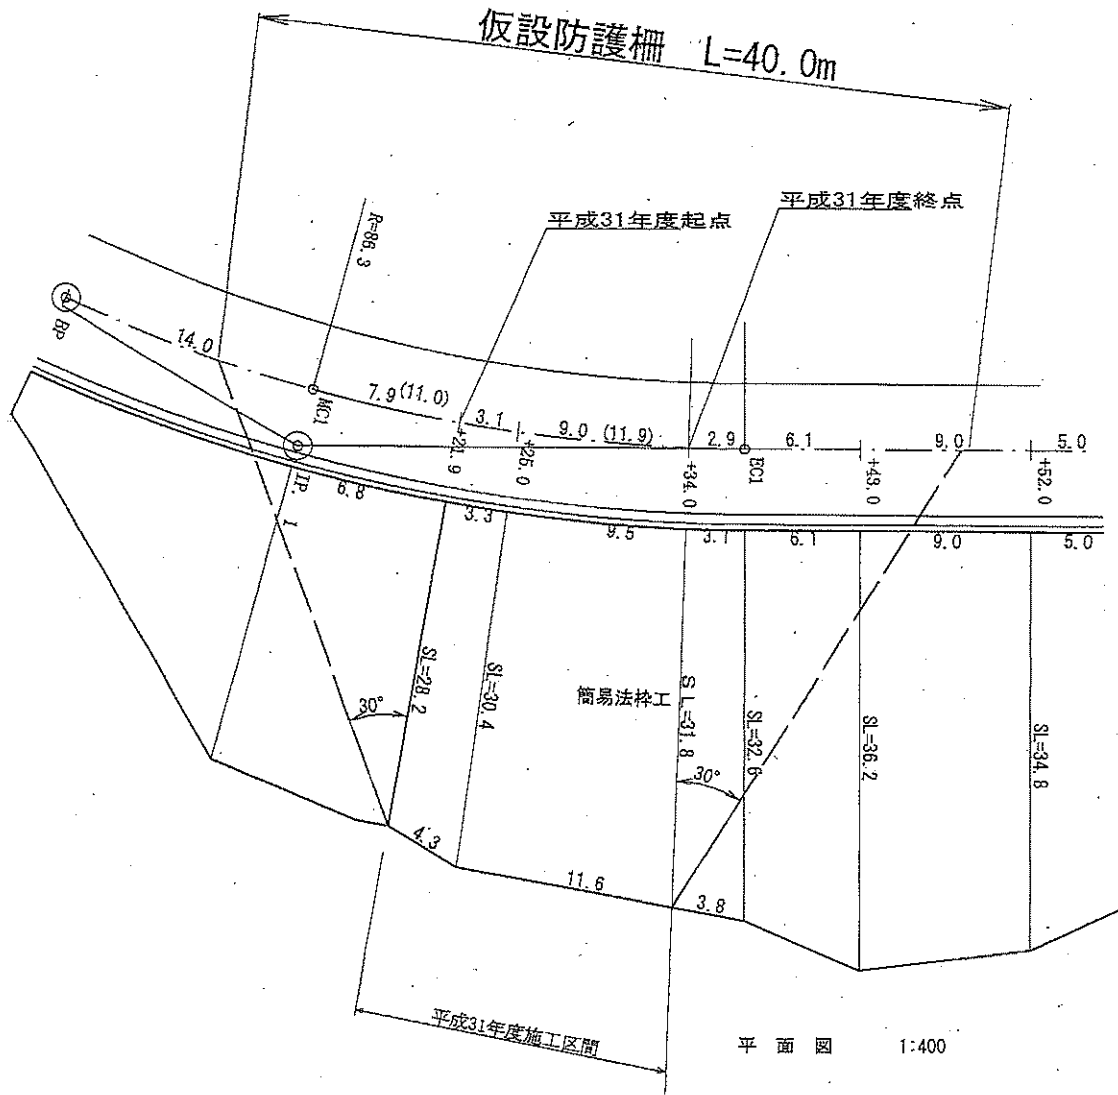 仮設防護柵 L=40.0m
平成31年度起点
平成31年度終点
R=86.3
BP
14.0
MC1
7.9(11.0)
3.1
9.0 (11.9)
2.9
EC1
6.1
9.0
5.0
+21.9
+25.0
+34.0
+52.0
IP. 1
6.8
3.3
9.5
3.1
6.1
9.0
5.0
SL=28.2
SL=30.4
簡易法枠工
SL=31.8
SL=32.6
SL=36.2
SL=34.8
30°
30°
4.3
11.6
3.8
平成31年度施工区間
平面図 1:400